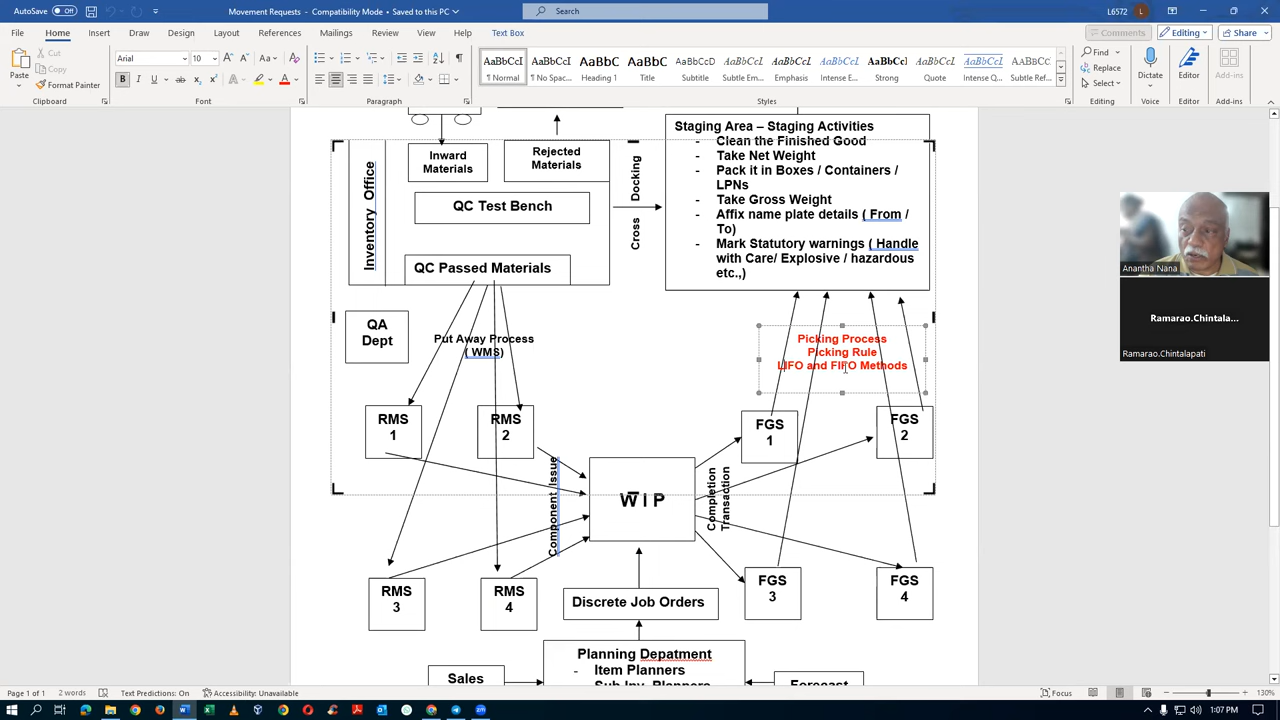 AutoSave Off
Movement Requests - Compatibility Mode • Saved to this PC
Search
L6572
File Home Insert Draw Design Layout References Mailings Review View Help Text Box
Comments Editing Share
Paste
Cut
Copy
Format Painter
Clipboard
Arial 10
Font
Paragraph
AaBbCcI AaBbCcI AaBbC AaBbC AaBbCcD AaBbCcI AaBbCcI AaBbCcI AaBbCcI AaBbCcI AaBbCcI AaBbCcI
¶ Normal ¶ No Spac... Heading 1 Title Subtitle Subtle Em... Emphasis Intense E... Strong Quote Intense Q... Subtle Ref...
Styles
Find
Replace
Select
Editing
Dictate
Voice
Editor
Editor
Add-ins
Add-ins
Inventory Office
Inward
Materials
Rejected
Materials
QC Test Bench
QC Passed Materials
Cross Docking
Staging Area – Staging Activities
- Clean the Finished Good
- Take Net Weight
- Pack it in Boxes / Containers /
LPNs
- Take Gross Weight
- Affix name plate details ( From /
To)
- Mark Statutory warnings ( Handle
with Care/ Explosive / hazardous
etc.,)
QA
Dept
Put Away Process
( WMS)
Picking Process
Picking Rule
LIFO and FIFO Methods
RMS
1
RMS
2
FGS
1
FGS
2
Component Issue
W I P
Completion
Transaction
RMS
3
RMS
4
Discrete Job Orders
FGS
3
FGS
4
Planning Depatment
- Item Planners
Sub Inv. Planners
Sales
Forecast
Anantha Nana
Ramarao.Chintala...
Ramarao.Chintalapati
Page 1 of 1 2 words Text Predictions: On Accessibility: Unavailable
Focus 130%
ENG 1:07 PM